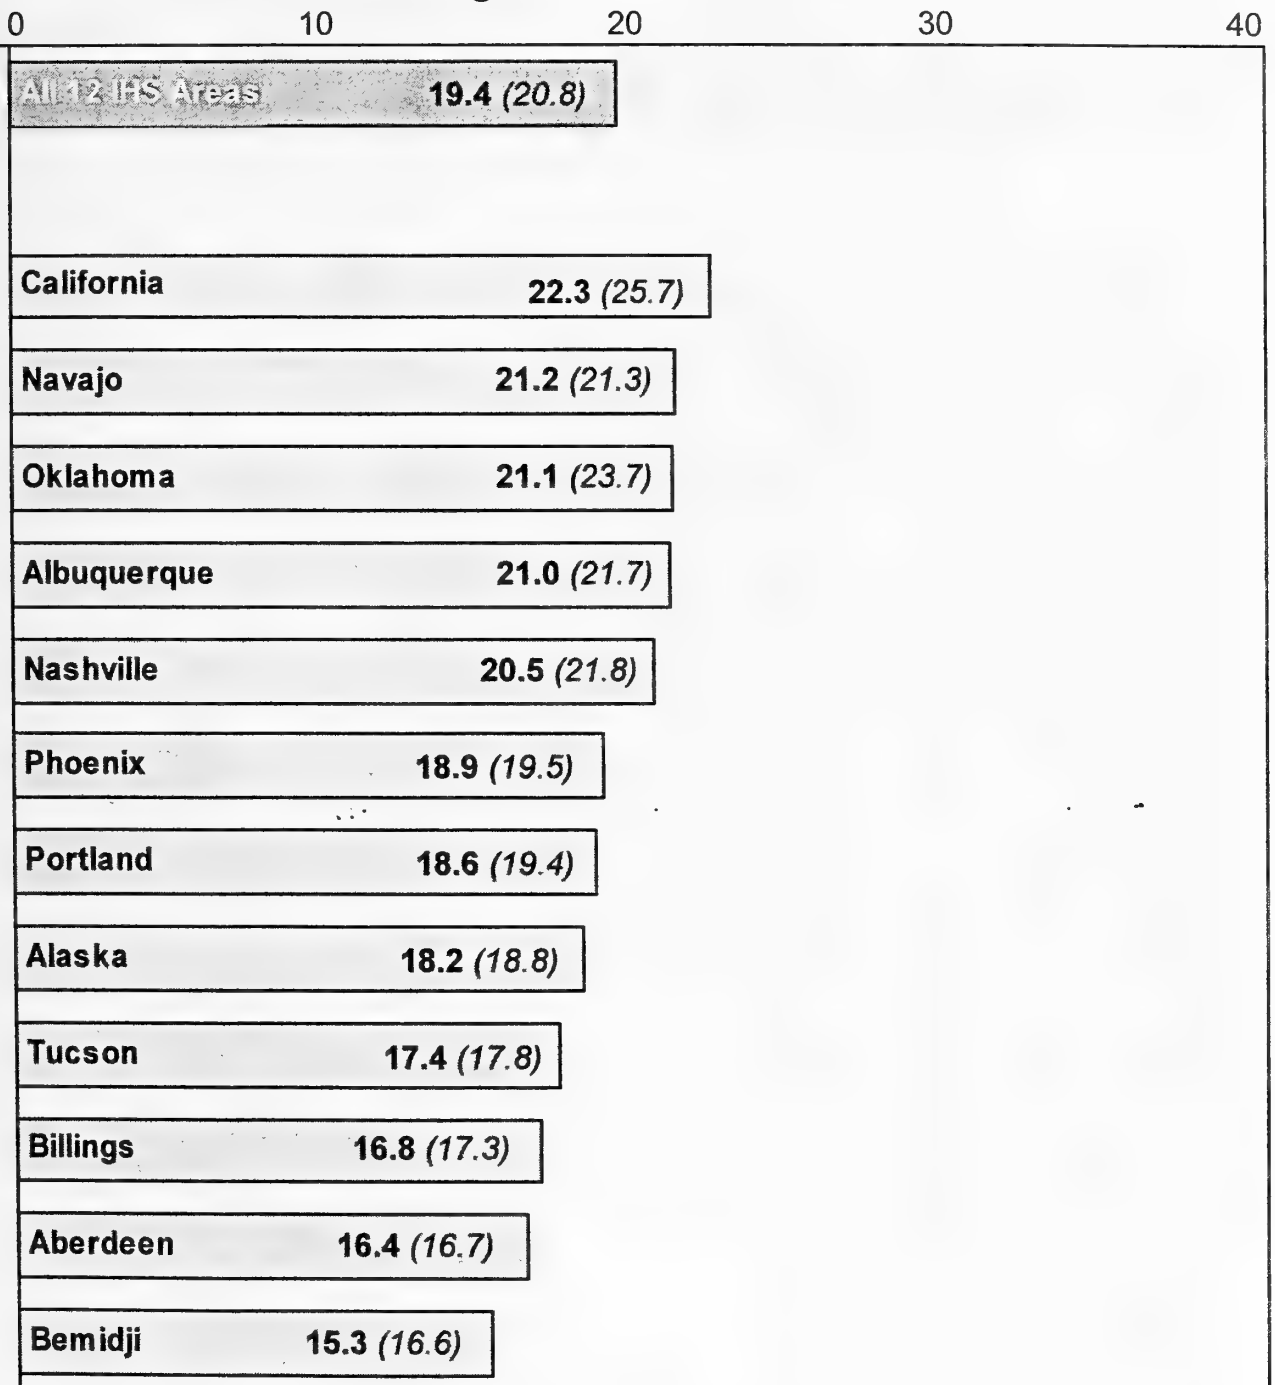 0 10 20 30 40
All 12 IHS Areas 19.4 (20.8)
California 22.3 (25.7)
Navajo 21.2 (21.3)
Oklahoma 21.1 (23.7)
Albuquerque 21.0 (21.7)
Nashville 20.5 (21.8)
Phoenix 18.9 (19.5)
Portland 18.6 (19.4)
Alaska 18.2 (18.8)
Tucson 17.4 (17.8)
Billings 16.8 (17.3)
Aberdeen 16.4 (16.7)
Bemidji 15.3 (16.6)